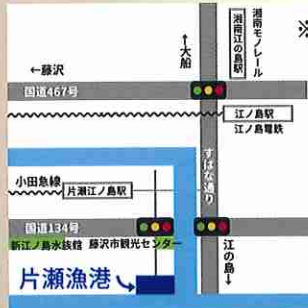 ※
湘南モノレール
湘南江の島駅
↑大船
←藤沢
国道467号
江ノ島駅
江ノ島電鉄
すばな通り
小田急線
片瀬江ノ島駅
国道134号
新江ノ島水族館
藤沢市観光センター
江の島→
片瀬漁港